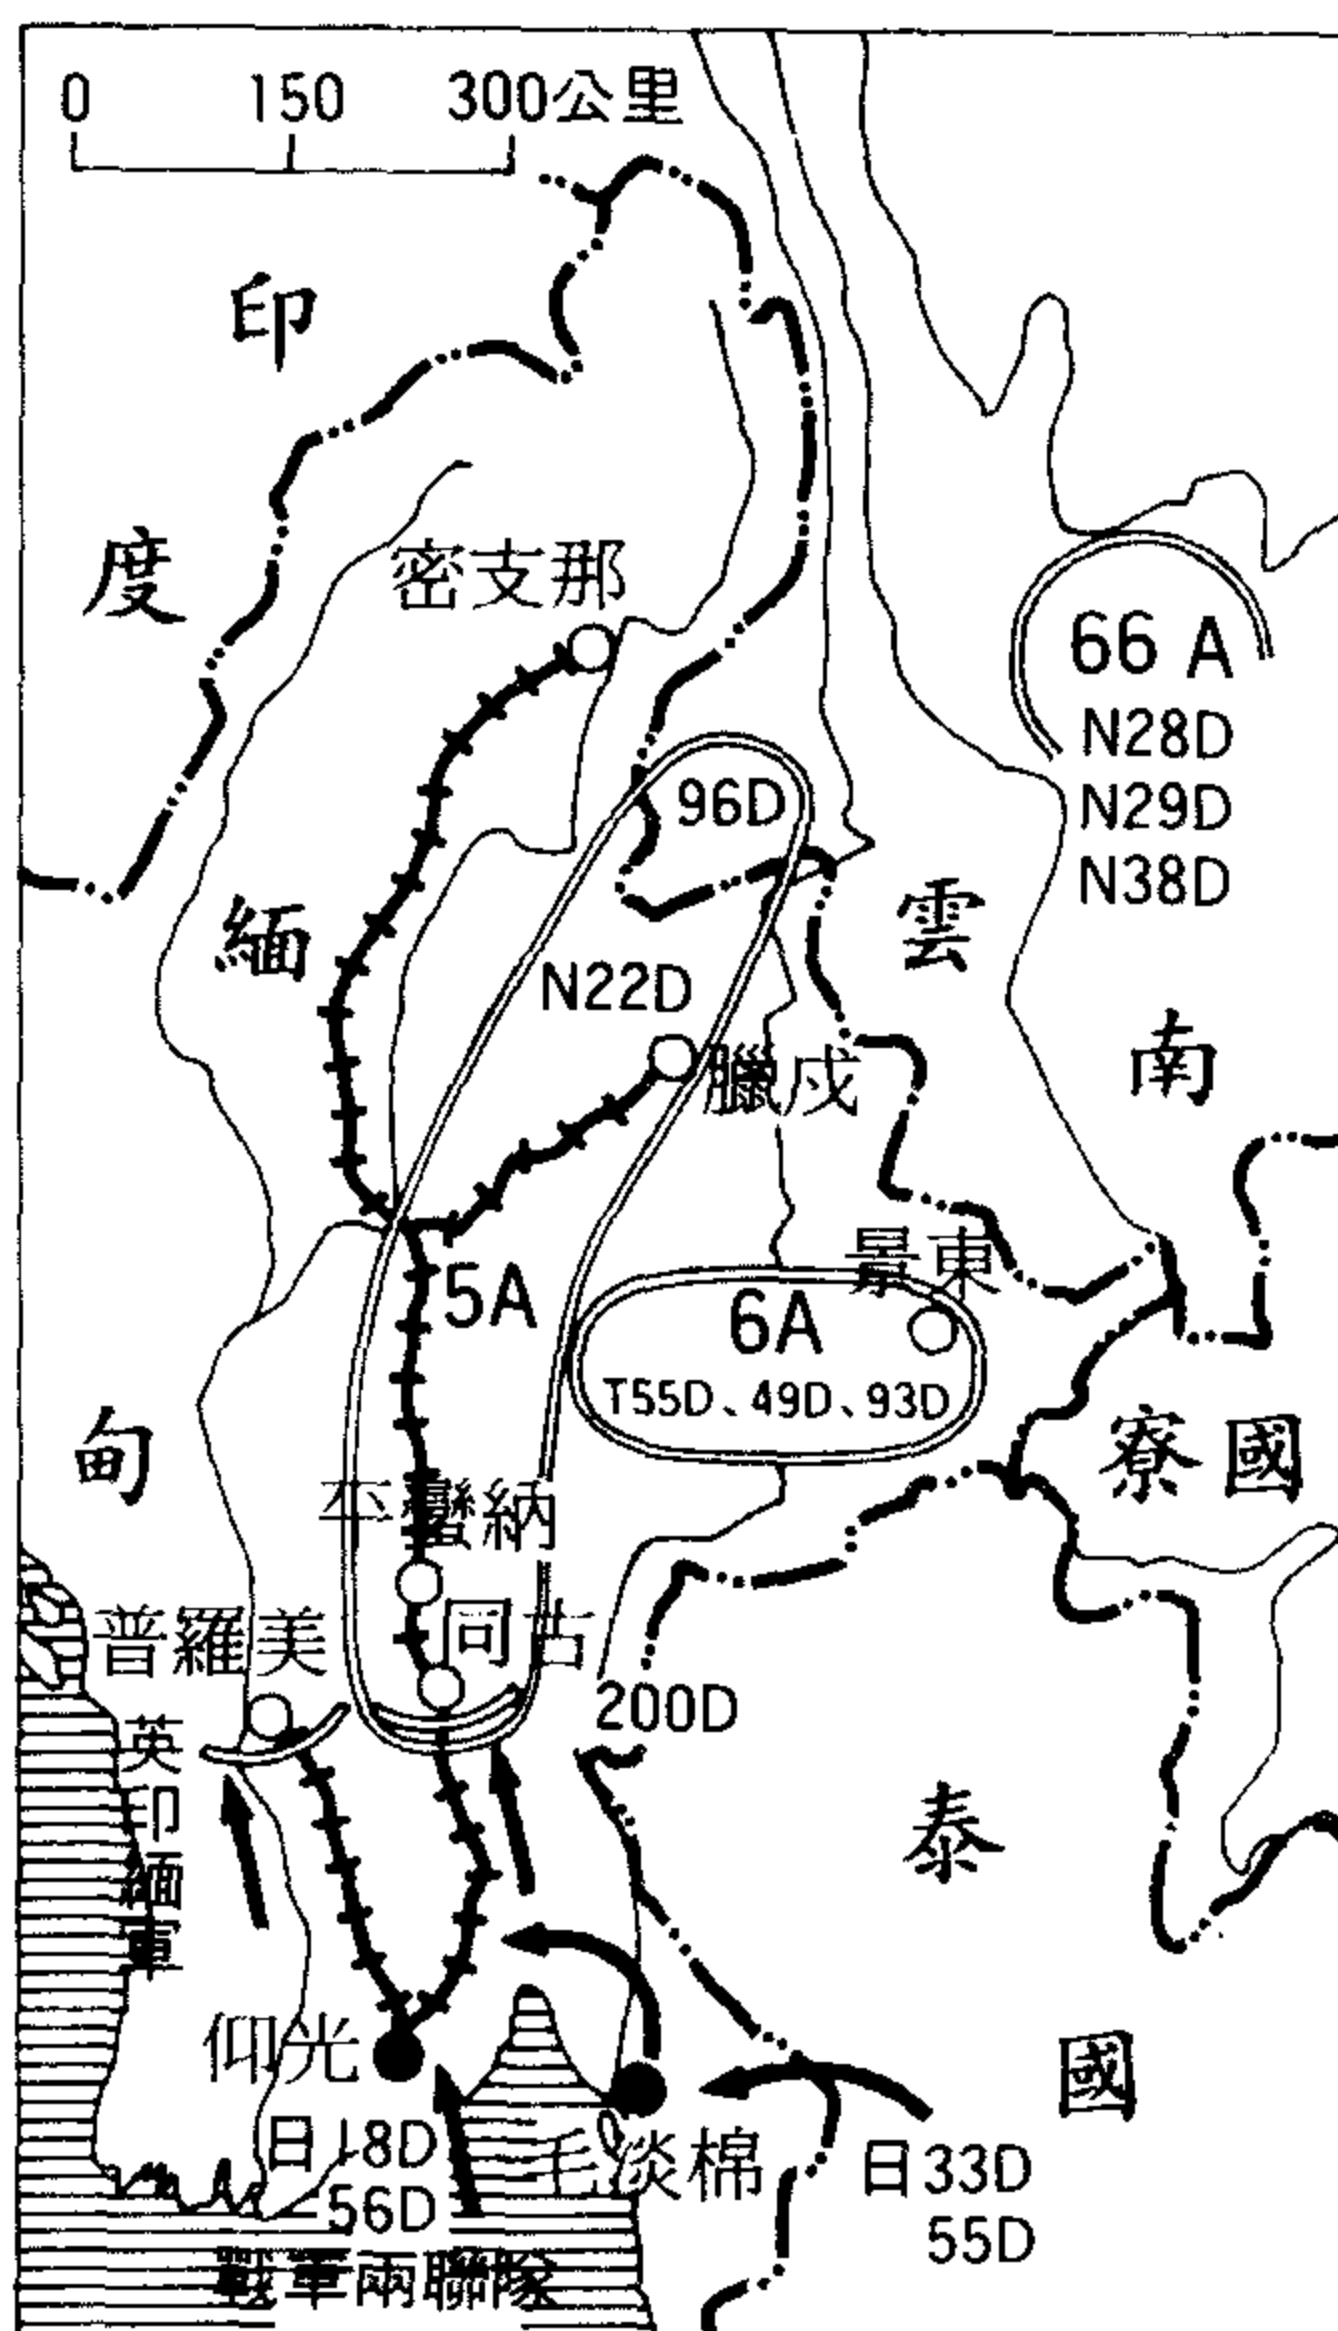 0 150 300公里
印度
緬甸
雲南
寮國
泰國
密支那
66 A
N28D
N29D
N38D
96D
N22D
臘戍
5A
景東
6A
T55D、49D、93D
平蠻納
同古
200D
普羅美
英印緬軍
仰光
日18D
56D
戰車兩聯隊
毛淡棉
日33D
55D